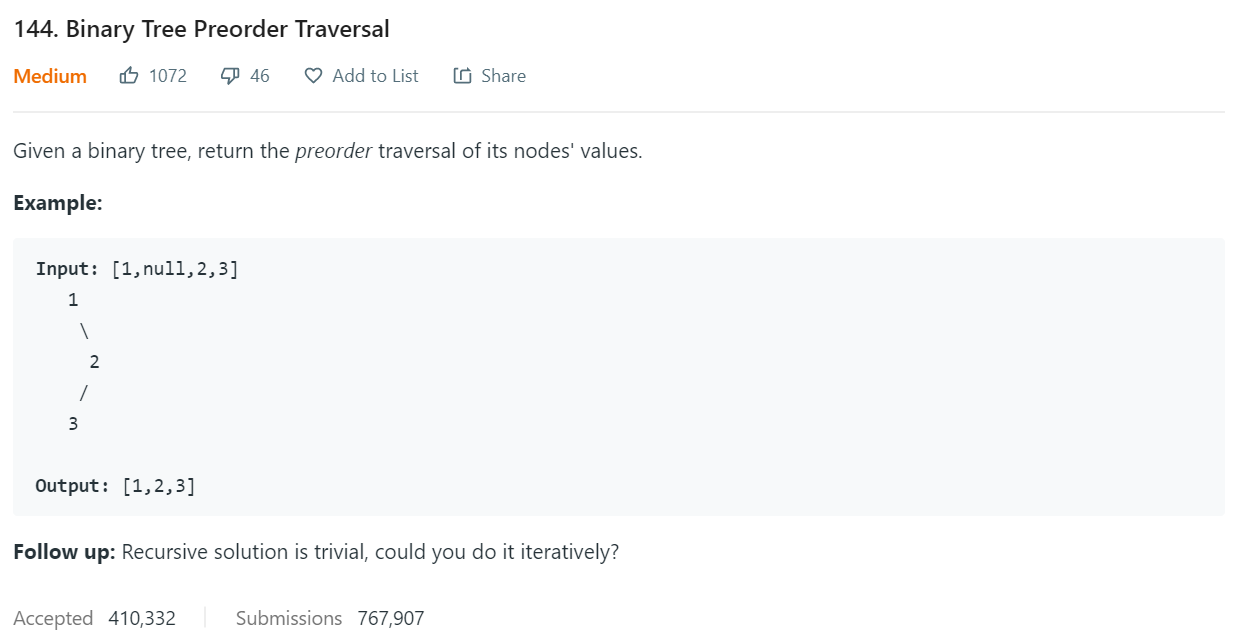 144. Binary Tree Preorder Traversal
Medium 1072 46 Add to List Share
Given a binary tree, return the preorder traversal of its nodes' values.
Example:
Input: [1,null,2,3]
1
\
2
/
3
Output: [1,2,3]
Follow up: Recursive solution is trivial, could you do it iteratively?
Accepted 410,332 Submissions 767,907